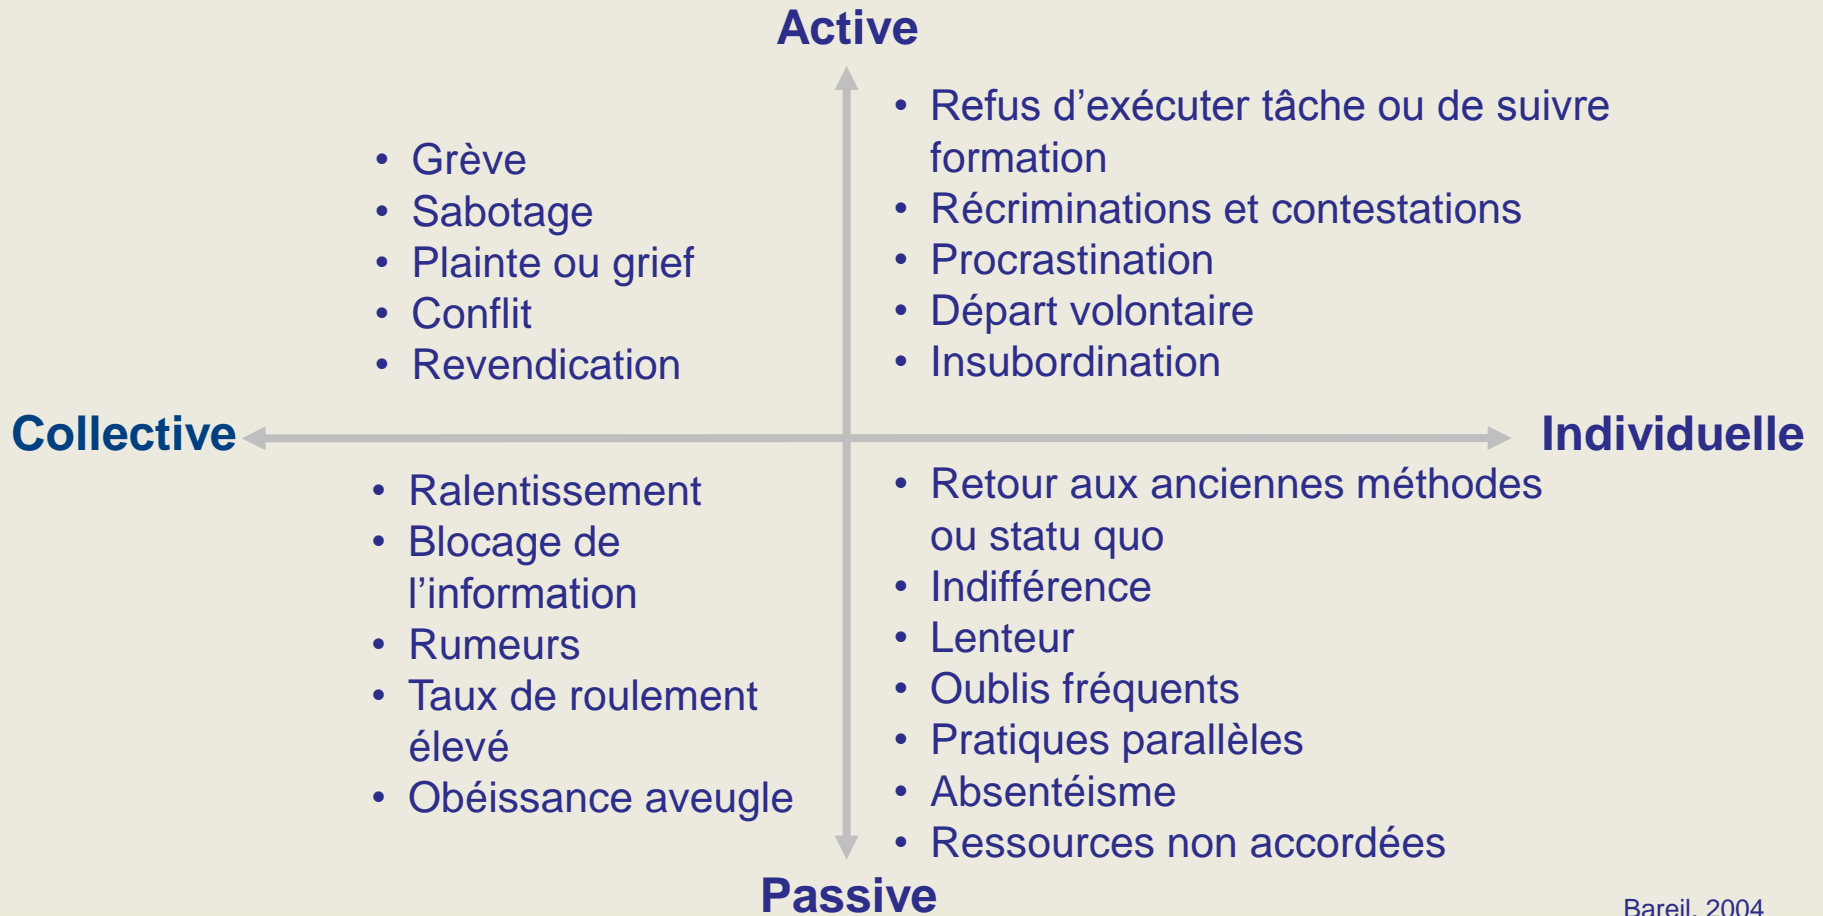 Active
• Grève
• Sabotage
• Plainte ou grief
• Conflit
• Revendication
• Refus d'exécuter tâche ou de suivre
formation
• Récriminations et contestations
• Procrastination
• Départ volontaire
• Insubordination
Collective
Individuelle
• Ralentissement
• Blocage de
l'information
• Rumeurs
• Taux de roulement
élevé
• Obéissance aveugle
• Retour aux anciennes méthodes
ou statu quo
• Indifférence
• Lenteur
• Oublis fréquents
• Pratiques parallèles
• Absentéisme
• Ressources non accordées
Passive
Bareil, 2004